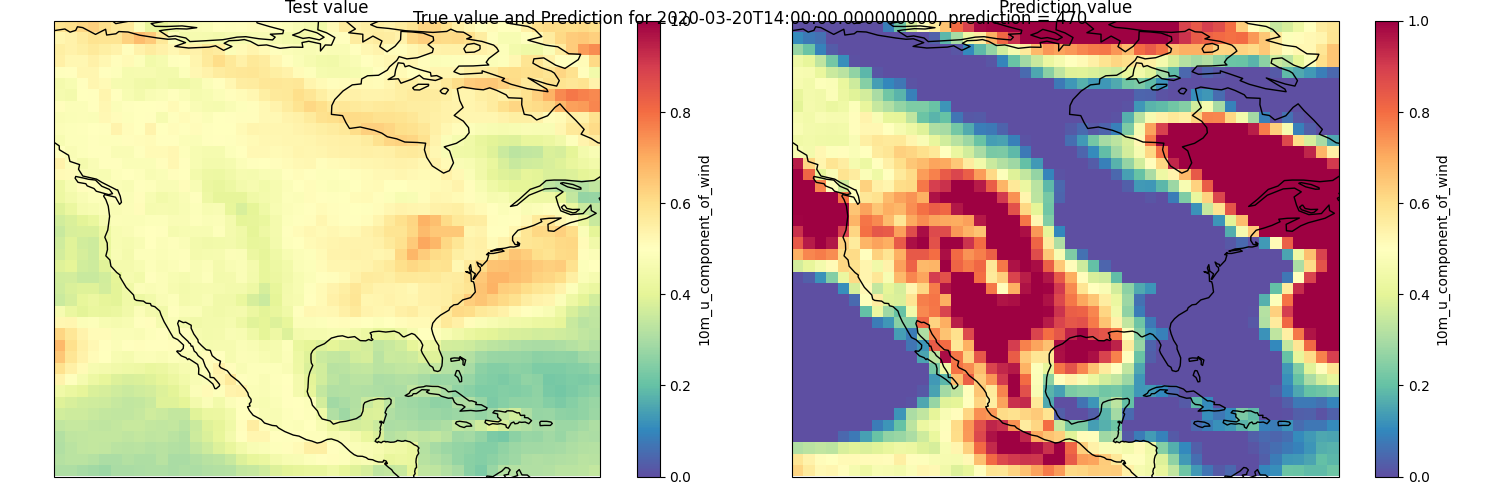 Test value
True value and Prediction for 2020-03-20T14:00:00.000000000, prediction = 470
Prediction value
1.0
0.8
0.6
0.4
0.2
0.0
10m_u_component_of_wind
1.0
0.8
0.6
0.4
0.2
0.0
10m_u_component_of_wind